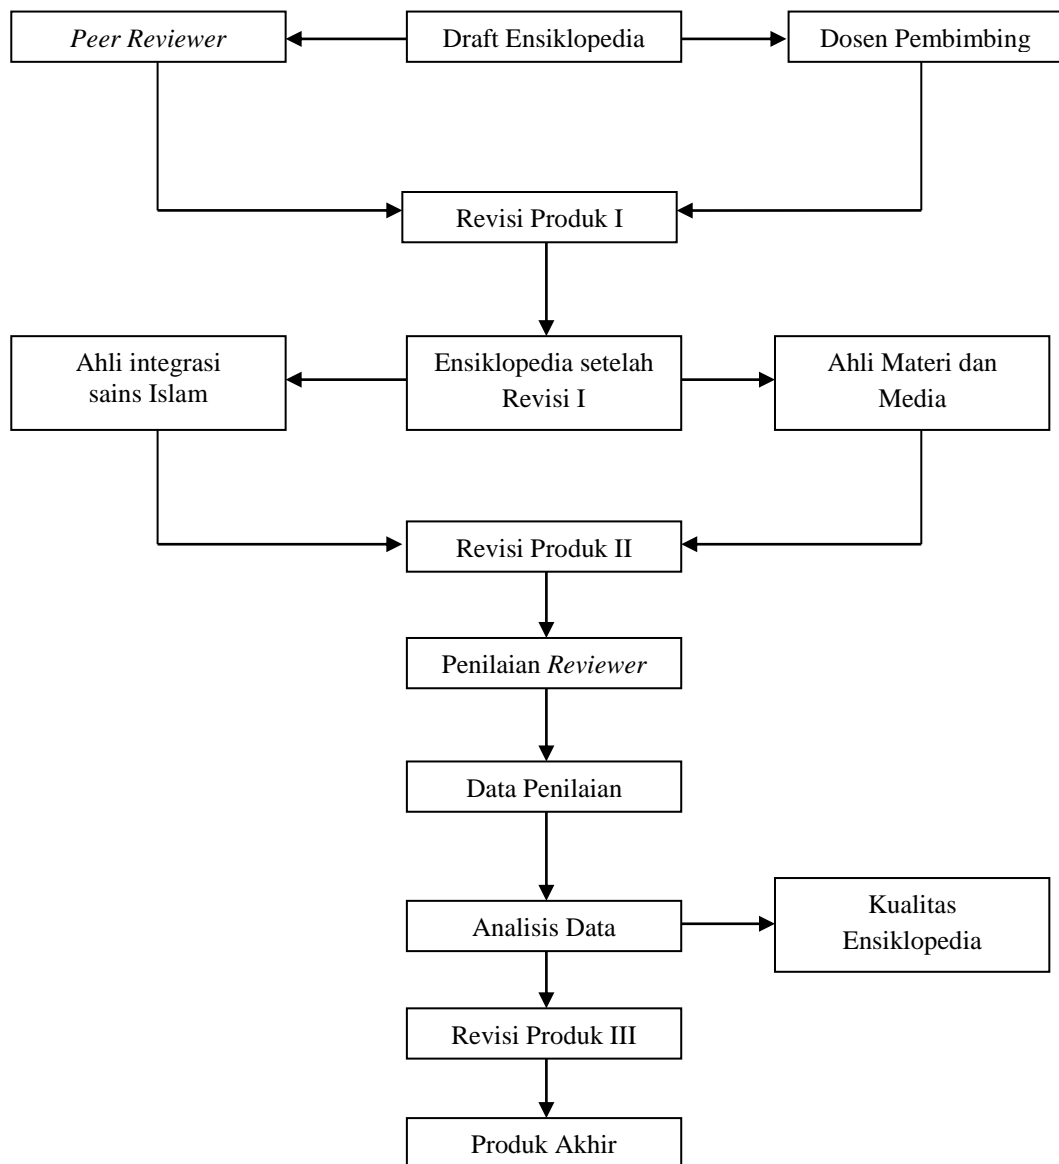 Peer Reviewer
Draft Ensiklopedia
Dosen Pembimbing
Revisi Produk I
Ahli integrasi
sains Islam
Ensiklopedia setelah
Revisi I
Ahli Materi dan
Media
Revisi Produk II
Penilaian Reviewer
Data Penilaian
Analisis Data
Kualitas
Ensiklopedia
Revisi Produk III
Produk Akhir